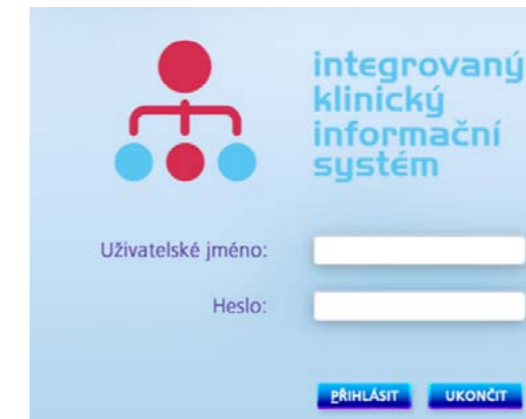 integrovaný
klinický
informační
systém
Uživatelské jméno:
Heslo:
PŘIHLÁSIT UKONČIT